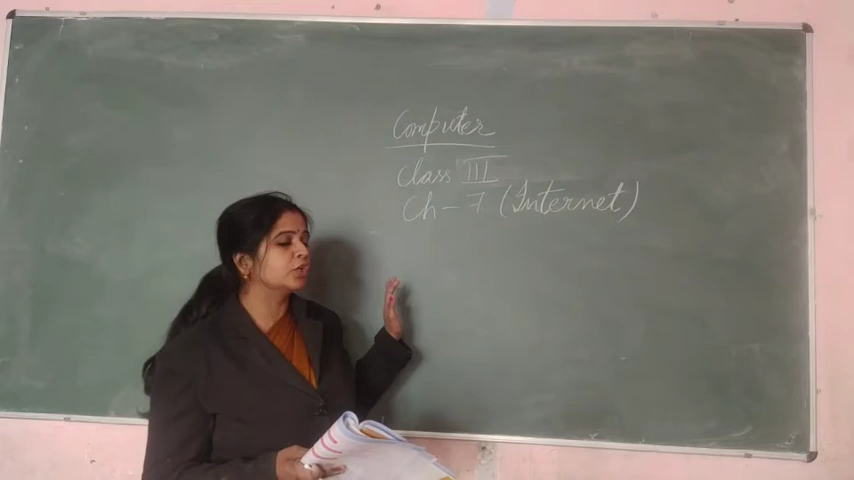 Computer
Class III
Ch - 7 (Internet)